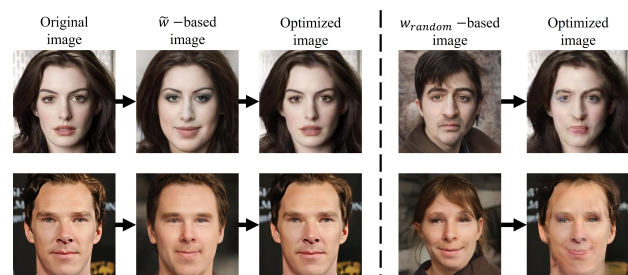 Original
image
w̃ −based
image
Optimized
image
w_random −based
image
Optimized
image